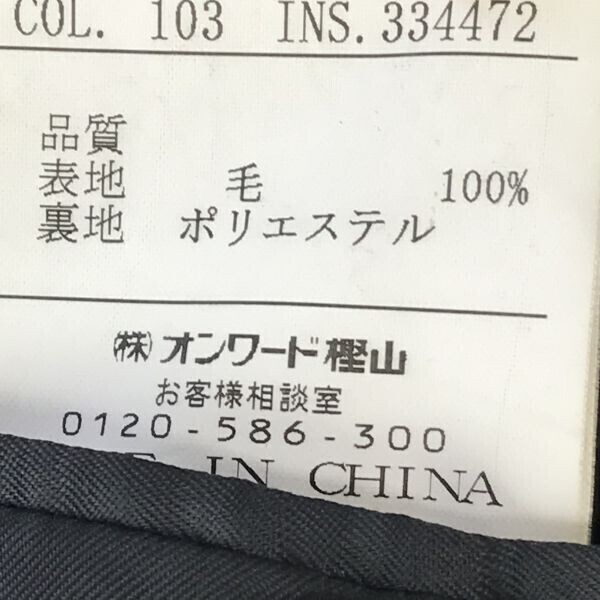 COL. 103 INS.334472
品質
表地 毛 100%
裏地 ポリエステル
㈱オンワード樫山
お客様相談室
0120-586-300
IN CHINA